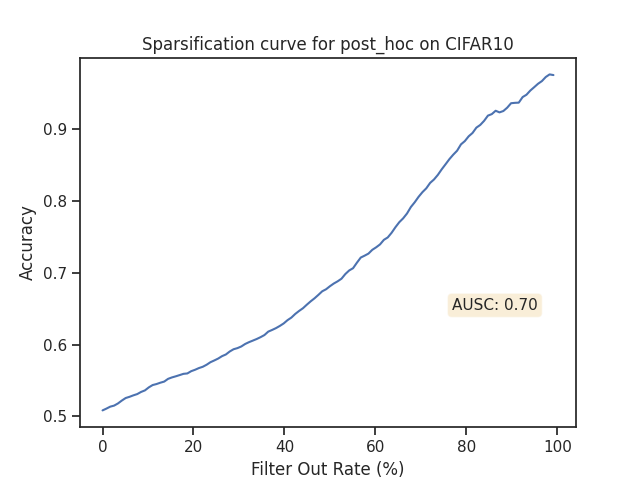 Sparsification curve for post_hoc on CIFAR10
0.9
0.8
0.7
0.6
0.5
Accuracy
AUSC: 0.70
0 20 40 60 80 100
Filter Out Rate (%)